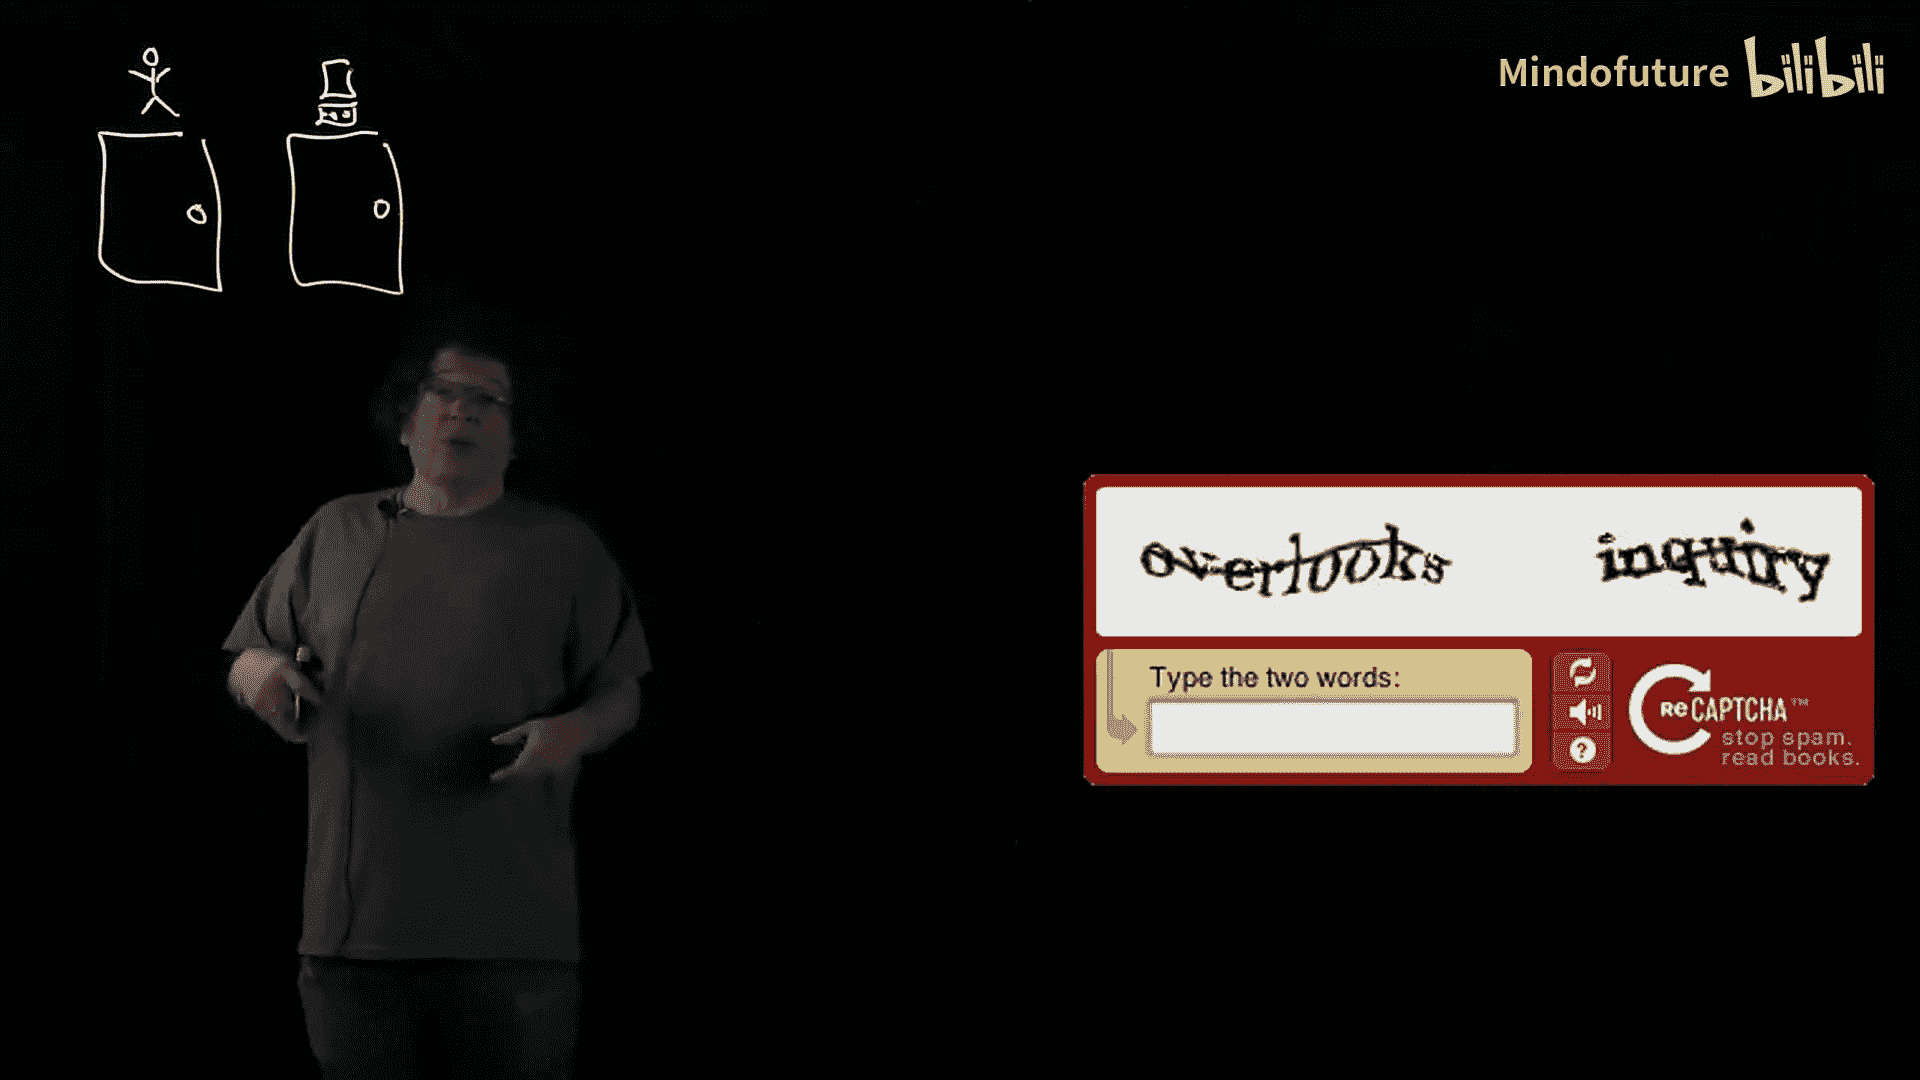 Mindofuture bilibili
overlooks inquiry
Type the two words:
ReCAPTCHA™
stop spam.
read books.